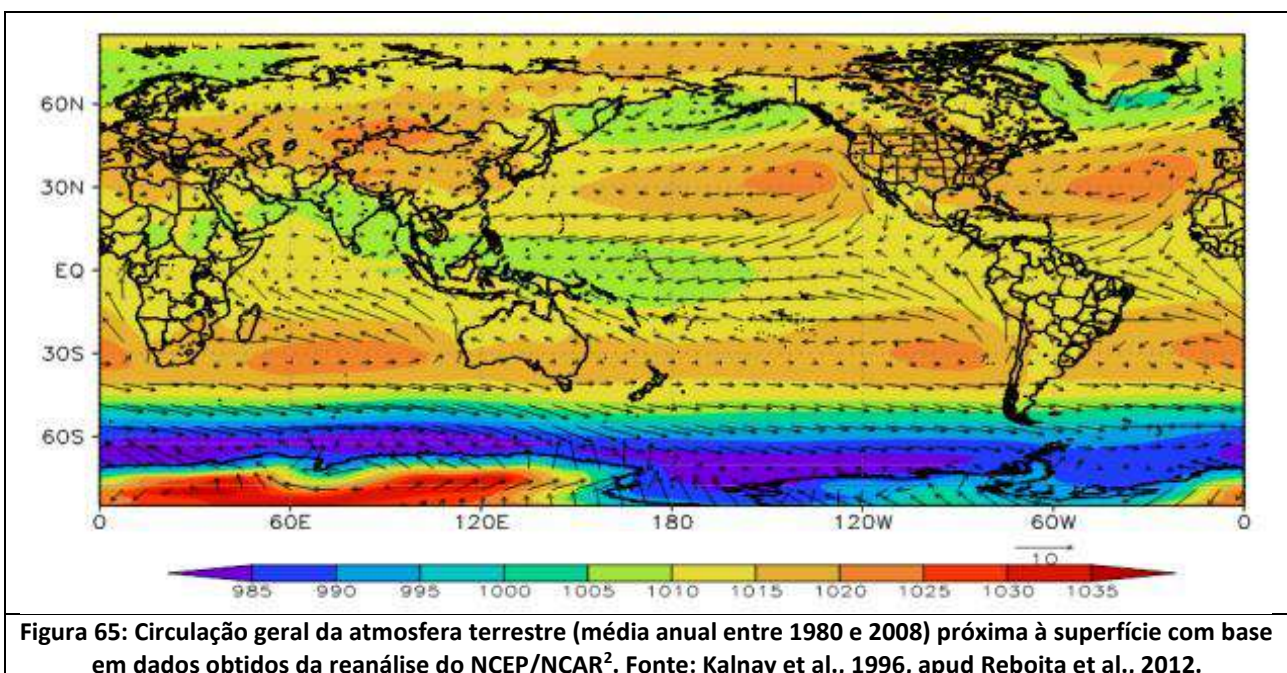 60N
30N
EQ
30S
60S
0 60E 120E 180 120W 60W 0
10
985 990 995 1000 1005 1010 1015 1020 1025 1030 1035
Figura 65: Circulação geral da atmosfera terrestre (média anual entre 1980 e 2008) próxima à superfície com base
em dados obtidos da reanálise do NCEP/NCAR². Fonte: Kalnay et al., 1996, apud Reboita et al., 2012.